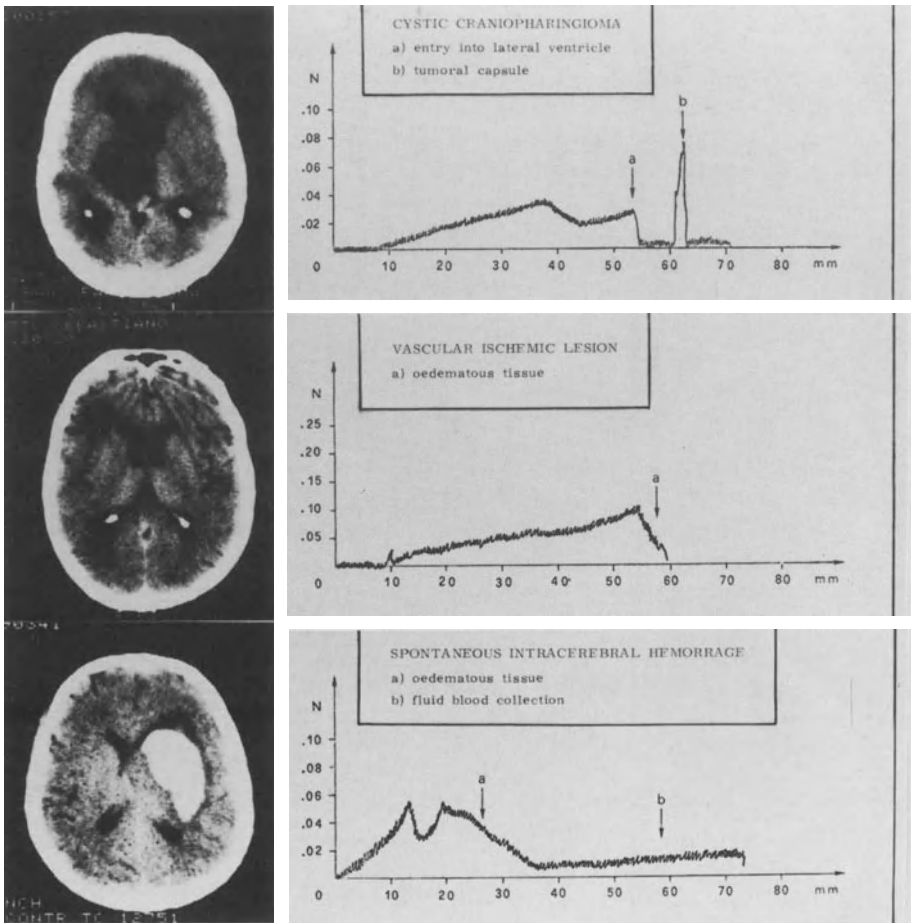 CYSTIC CRANIOPHARINGIOMA
a) entry into lateral ventricle
b) tumoral capsule
N
.10
.08
.06
.04
.02
0
10 20 30 40 50 60 70 80 mm
a
b
VASCULAR ISCHEMIC LESION
a) oedematous tissue
N
.25
.20
.15
.10
.05
0
10 20 30 40 50 60 70 80 mm
a
SPONTANEOUS INTRACEREBRAL HEMORRAGE
a) oedematous tissue
b) fluid blood collection
N
.10
.08
.06
.04
.02
0
10 20 30 40 50 60 70 80 mm
a
b
NCH
CONTR TC